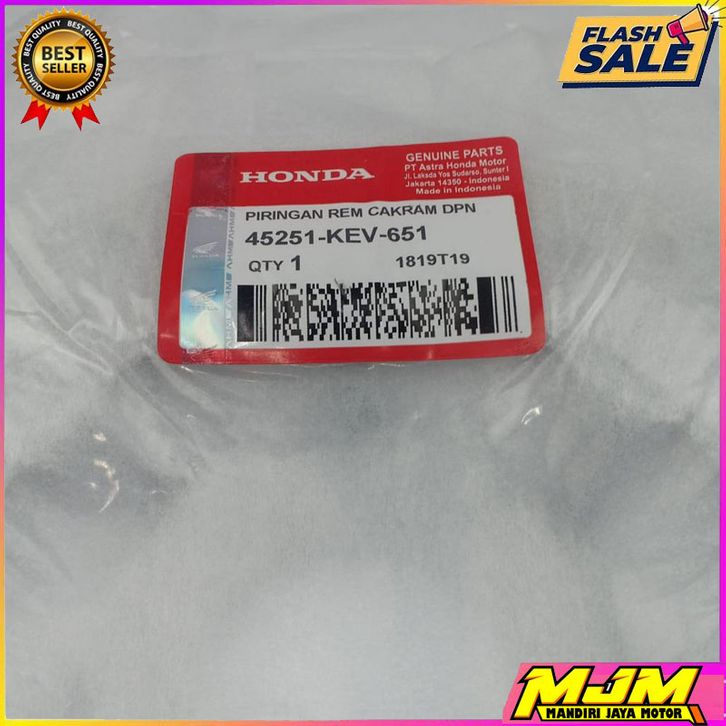 BEST QUALITY
BEST
SELLER
BEST QUALITY
FLASH
SALE
HONDA
GENUINE PARTS
PT Astra Honda Motor
Jl. Laksda Yos Sudarso, Sunter I
Jakarta 14350 - Indonesia
Made in Indonesia
PIRINGAN REM CAKRAM DPN
45251-KEV-651
QTY 1
1819T19
MJM
MANDIRI JAYA MOTOR